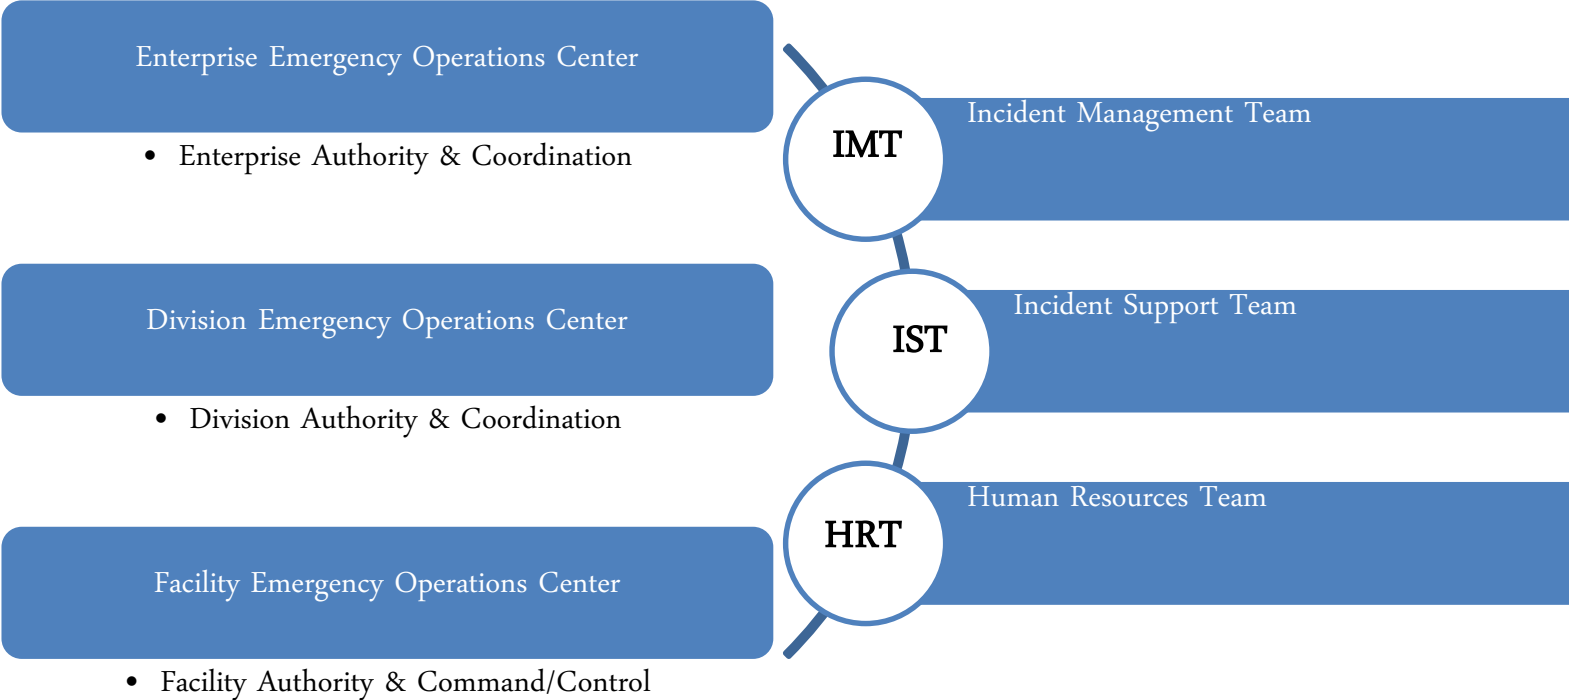 Enterprise Emergency Operations Center
• Enterprise Authority & Coordination
Division Emergency Operations Center
• Division Authority & Coordination
Facility Emergency Operations Center
• Facility Authority & Command/Control
IMT
Incident Management Team
IST
Incident Support Team
HRT
Human Resources Team